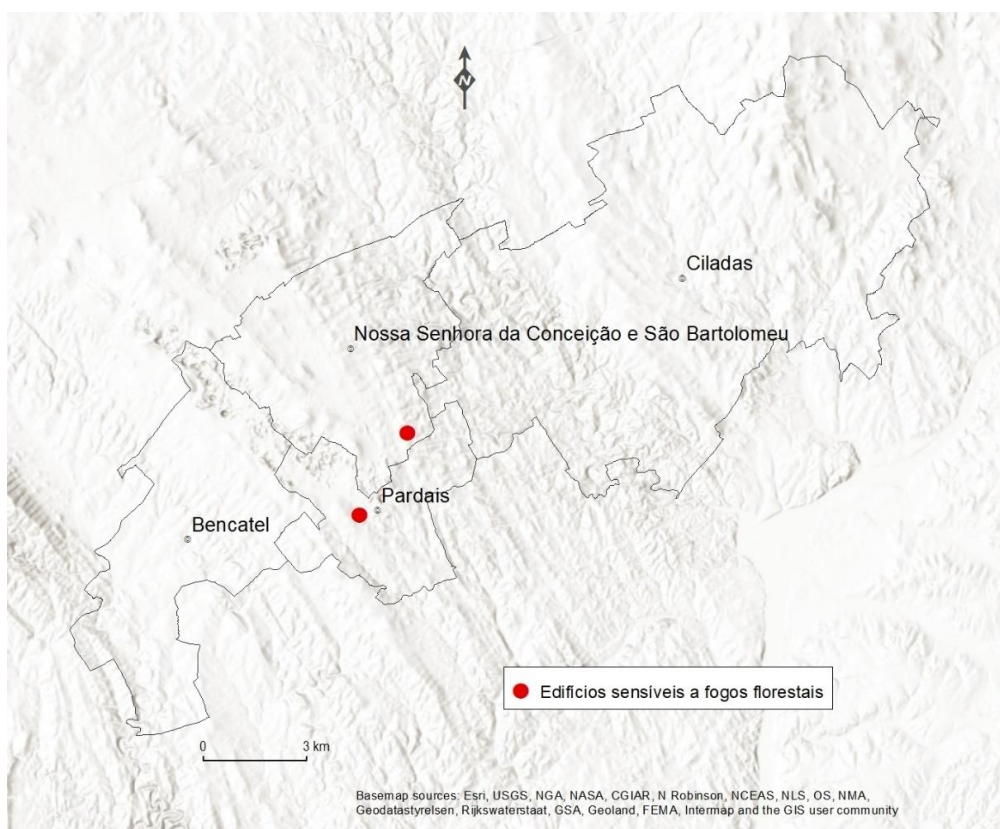 N
Ciladas
Nossa Senhora da Conceição e São Bartolomeu
Pardais
Bencatel
Edifícios sensíveis a fogos florestais
0 3 km
Basemap sources: Esri, USGS, NGA, NASA, CGIAR, N Robinson, NCEAS, NLS, OS, NMA,
Geodatastyrelsen, Rijkswaterstaat, GSA, Geoland, FEMA, Intermap and the GIS user community